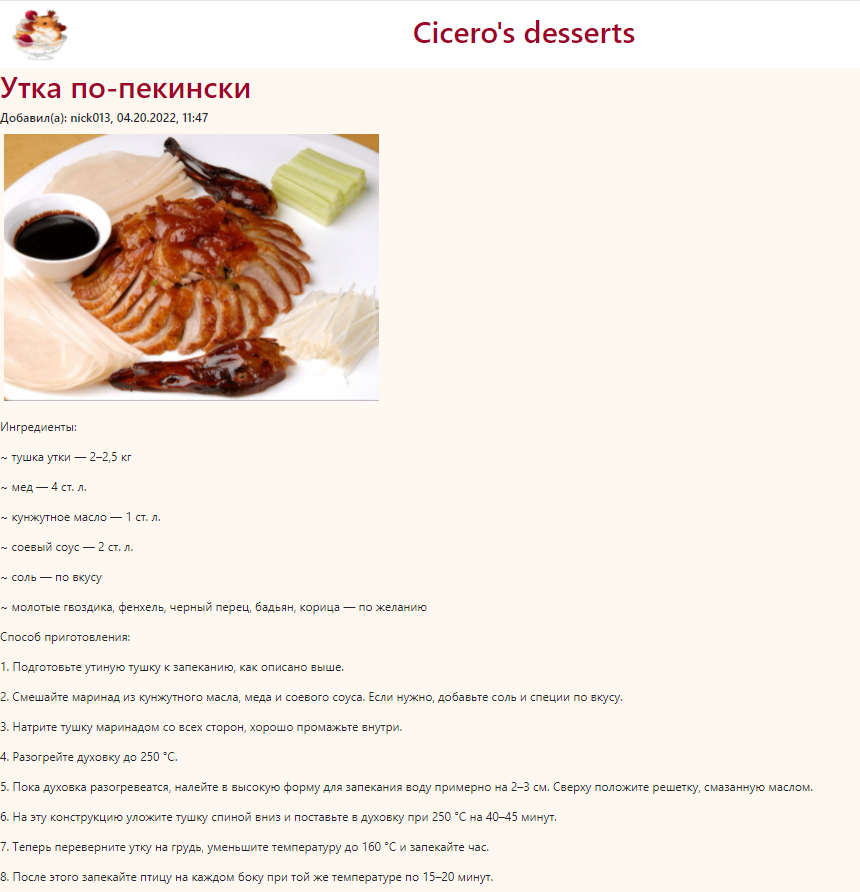 Cicero's desserts
Утка по-пекински
Добавил(а): nick013, 04.20.2022, 11:47
Ингредиенты:
~ тушка утки — 2–2,5 кг
~ мед — 4 ст. л.
~ кунжутное масло — 1 ст. л.
~ соевый соус — 2 ст. л.
~ соль — по вкусу
~ молотые гвоздика, фенхель, черный перец, бадьян, корица — по желанию
Способ приготовления:
1. Подготовьте утиную тушку к запеканию, как описано выше.
2. Смешайте маринад из кунжутного масла, меда и соевого соуса. Если нужно, добавьте соль и специи по вкусу.
3. Натрите тушку маринадом со всех сторон, хорошо промажьте внутри.
4. Разогрейте духовку до 250 °C.
5. Пока духовка разогревеатся, налейте в высокую форму для запекания воду примерно на 2–3 см. Сверху положите решетку, смазанную маслом.
6. На эту конструкцию уложите тушку спиной вниз и поставьте в духовку при 250 °C на 40–45 минут.
7. Теперь переверните утку на грудь, уменьшите температуру до 160 °C и запекайте час.
8. После этого запекайте птицу на каждом боку при той же температуре по 15–20 минут.